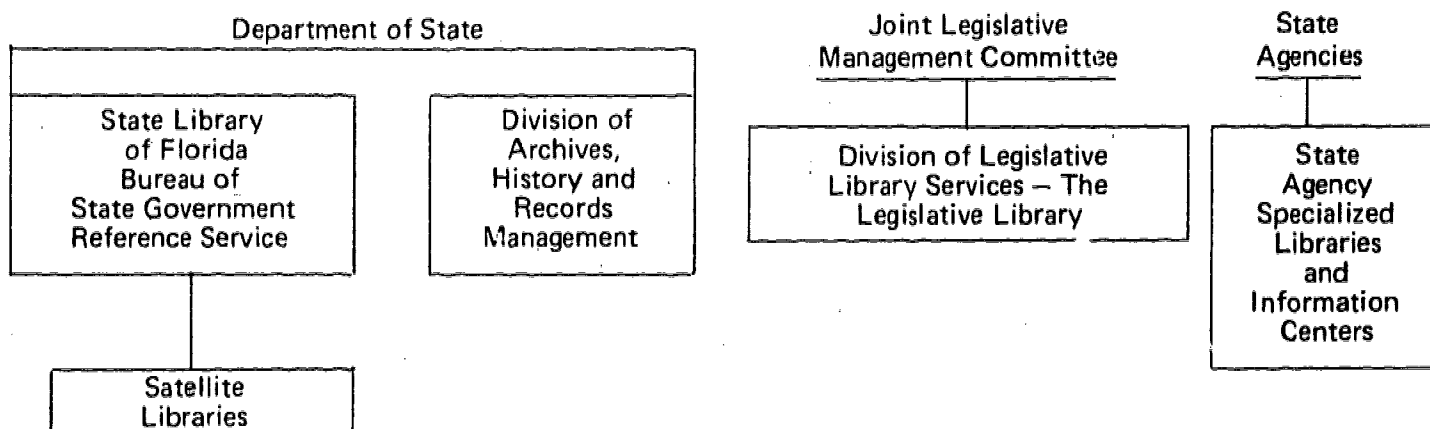 Department of State
State Library
of Florida
Bureau of
State Government
Reference Service
Division of
Archives,
History and
Records
Management
Satellite
Libraries
Joint Legislative
Management Committee
Division of Legislative
Library Services – The
Legislative Library
State
Agencies
State
Agency
Specialized
Libraries
and
Information
Centers